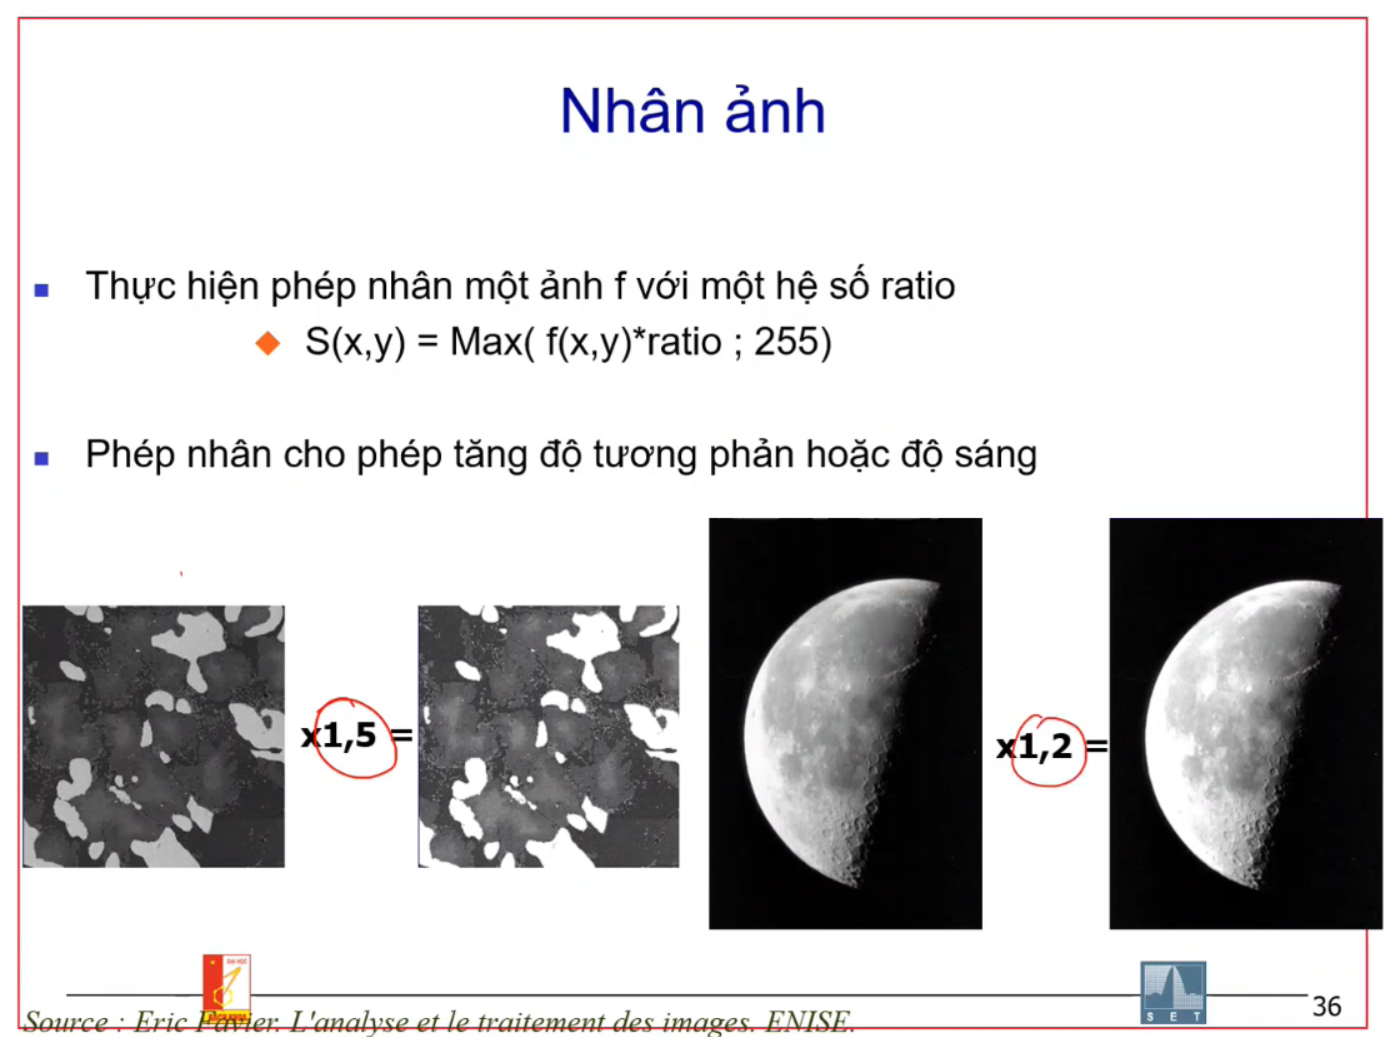 Nhân ảnh
Thực hiện phép nhân một ảnh f với một hệ số ratio
S(x,y) = Max( f(x,y)*ratio ; 255)
Phép nhân cho phép tăng độ tương phản hoặc độ sáng
x1,5 =
x1,2 =
ĐẠI HỌC
S E T
36
Source : Eric Favier. L'analyse et le traitement des images. ENISE.